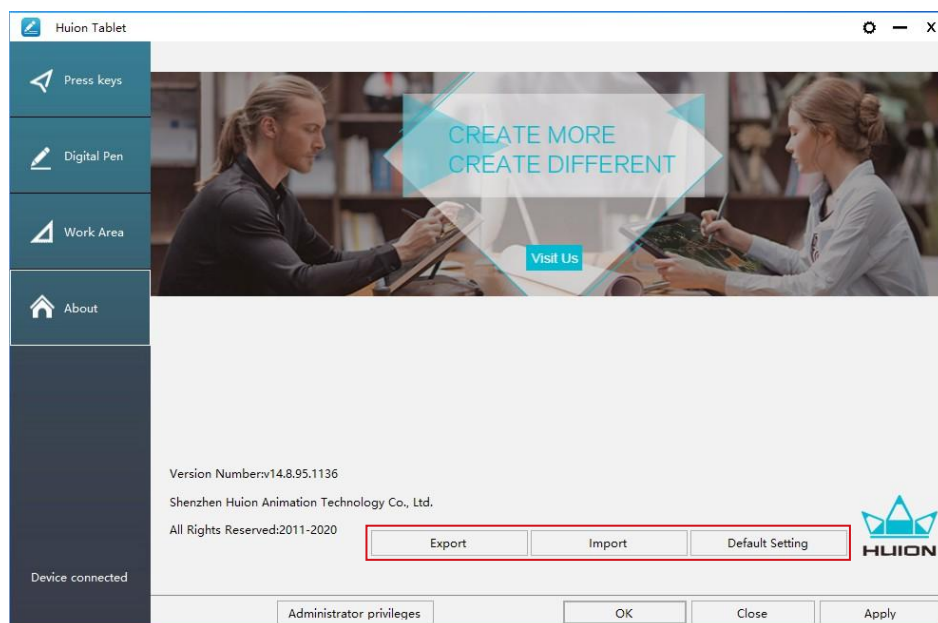 Huion Tablet
X
Press keys
Digital Pen
Work Area
About
CREATE MORE
CREATE DIFFERENT
Visit Us
Version Number:v14.8.95.1136
Shenzhen Huion Animation Technology Co., Ltd.
All Rights Reserved:2011-2020
Export Import Default Setting
HUION
Device connected
Administrator privileges OK Close Apply